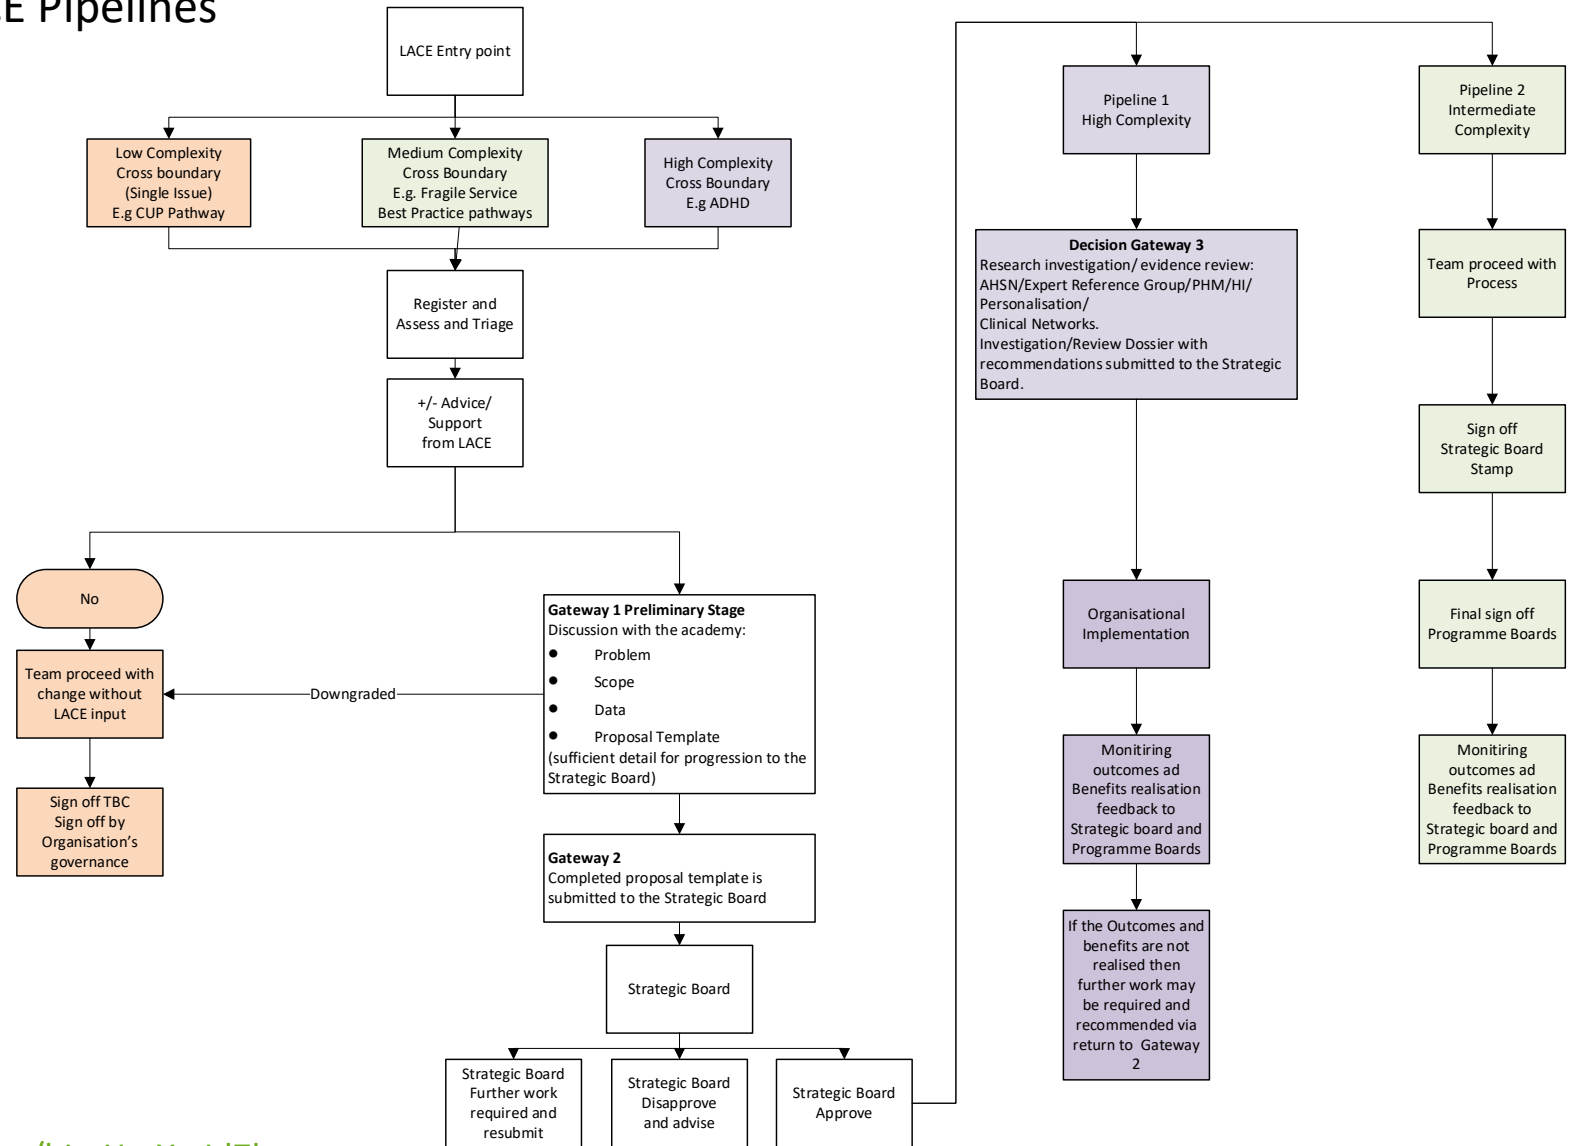 E Pipelines
LACE Entry point
Low Complexity
Cross boundary
(Single Issue)
E.g CUP Pathway
Medium Complexity
Cross Boundary
E.g. Fragile Service
Best Practice pathways
High Complexity
Cross Boundary
E.g ADHD
Register and
Assess and Triage
+/- Advice/
Support
from LACE
No
Team proceed with
change without
LACE input
Sign off TBC
Sign off by
Organisation’s
governance
Downgraded
Gateway 1 Preliminary Stage
Discussion with the academy:
● Problem
● Scope
● Data
● Proposal Template
(sufficient detail for progression to the
Strategic Board)
Gateway 2
Completed proposal template is
submitted to the Strategic Board
Strategic Board
Strategic Board
Further work
required and
resubmit
Strategic Board
Disapprove
and advise
Strategic Board
Approve
Pipeline 1
High Complexity
Decision Gateway 3
Research investigation/ evidence review:
AHSN/Expert Reference Group/PHM/HI/
Personalisation/
Clinical Networks.
Investigation/Review Dossier with
recommendations submitted to the Strategic
Board.
Organisational
Implementation
Monitiring
outcomes ad
Benefits realisation
feedback to
Strategic board and
Programme Boards
If the Outcomes and
benefits are not
realised then
further work may
be required and
recommended via
return to Gateway
2
Pipeline 2
Intermediate
Complexity
Team proceed with
Process
Sign off
Strategic Board
Stamp
Final sign off
Programme Boards
Monitiring
outcomes ad
Benefits realisation
feedback to
Strategic board and
Programme Boards